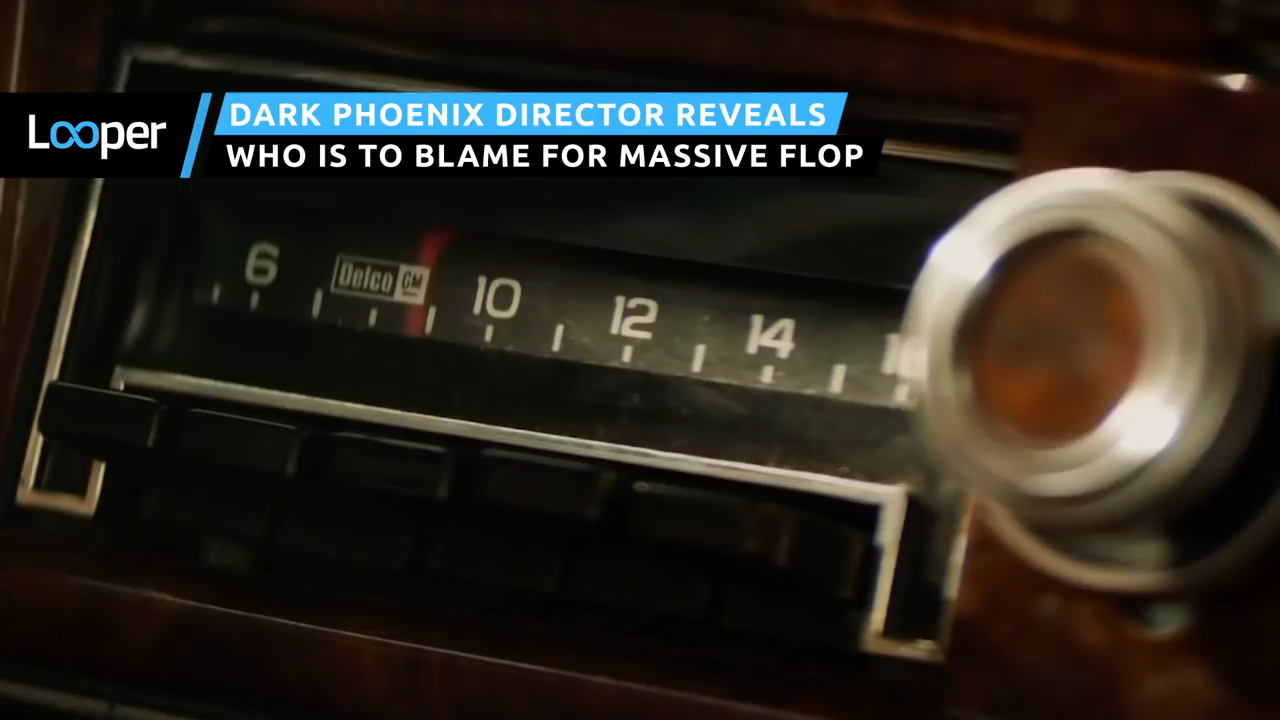 Looper
DARK PHOENIX DIRECTOR REVEALS
WHO IS TO BLAME FOR MASSIVE FLOP
6 Delco GM 10 12 14